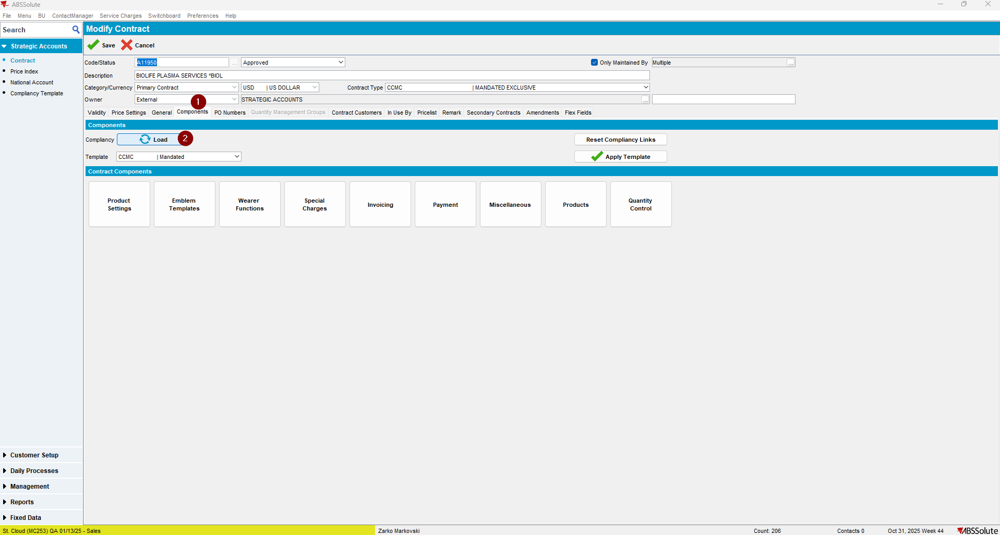 ABSSolute
File Menu BU ContactManager Service Charges Switchboard Preferences Help
Search
Modify Contract
Strategic Accounts
Save Cancel
Contract
Price Index
National Account
Compliancy Template
Code/Status A11950 ... Approved Only Maintained By Multiple ...
Description BIOLIFE PLASMA SERVICES *BIOL
Category/Currency Primary Contract USD | US DOLLAR Contract Type CCMC | MANDATED EXCLUSIVE
Owner External STRATEGIC ACCOUNTS ...
1
Validity Price Settings General Components PO Numbers Quantity Management Groups Contract Customers In Use By Pricelist Remark Secondary Contracts Amendments Flex Fields
Components
Compliancy Load 2 Reset Compliancy Links
Template CCMC | Mandated Apply Template
Contract Components
Product
Settings
Emblem
Templates
Wearer
Functions
Special
Charges
Invoicing
Payment
Miscellaneous
Products
Quantity
Control
Customer Setup
Daily Processes
Management
Reports
Fixed Data
St. Cloud (MC253) QA 01/13/25 - Sales Zarko Markovski Count: 206 Contacts 0 Oct 31, 2025 Week 44 ABSSolute